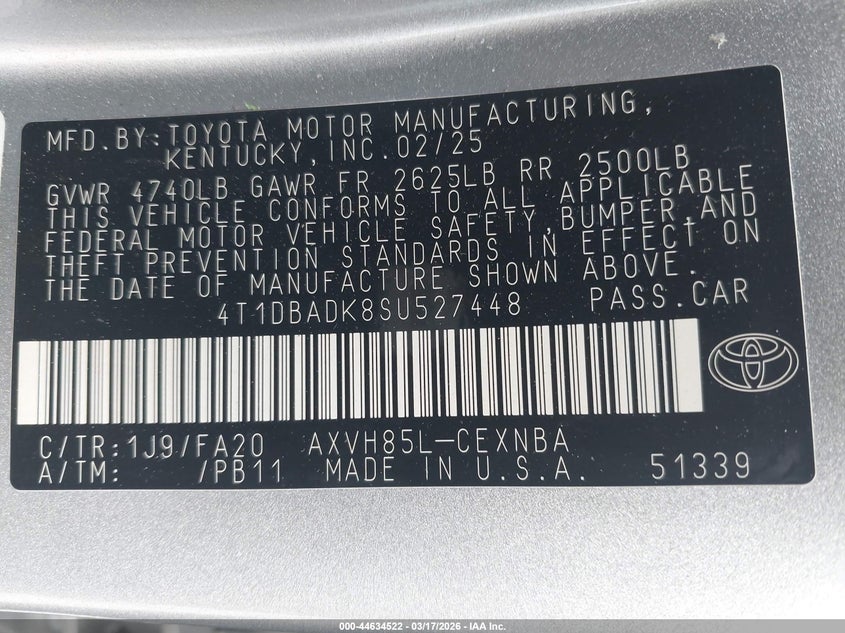 MFD.BY:TOYOTA MOTOR MANUFACTURING,
KENTUCKY,INC.02/25
GVWR 4740LB GAWR FR 2625LB RR 2500LB
THIS VEHICLE CONFORMS TO ALL APPLICABLE
FEDERAL MOTOR VEHICLE SAFETY,BUMPER,AND
THEFT PREVENTION STANDARDS IN EFFECT ON
THE DATE OF MANUFACTURE SHOWN ABOVE.
4T1DBADK8SU527448 PASS.CAR
C/TR:1J9/FA20 AXVH85L-CEXNBA
A/TM: /PB11 MADE IN U.S.A. 51339
000-44634522 — 03/17/2026 — IAA Inc.